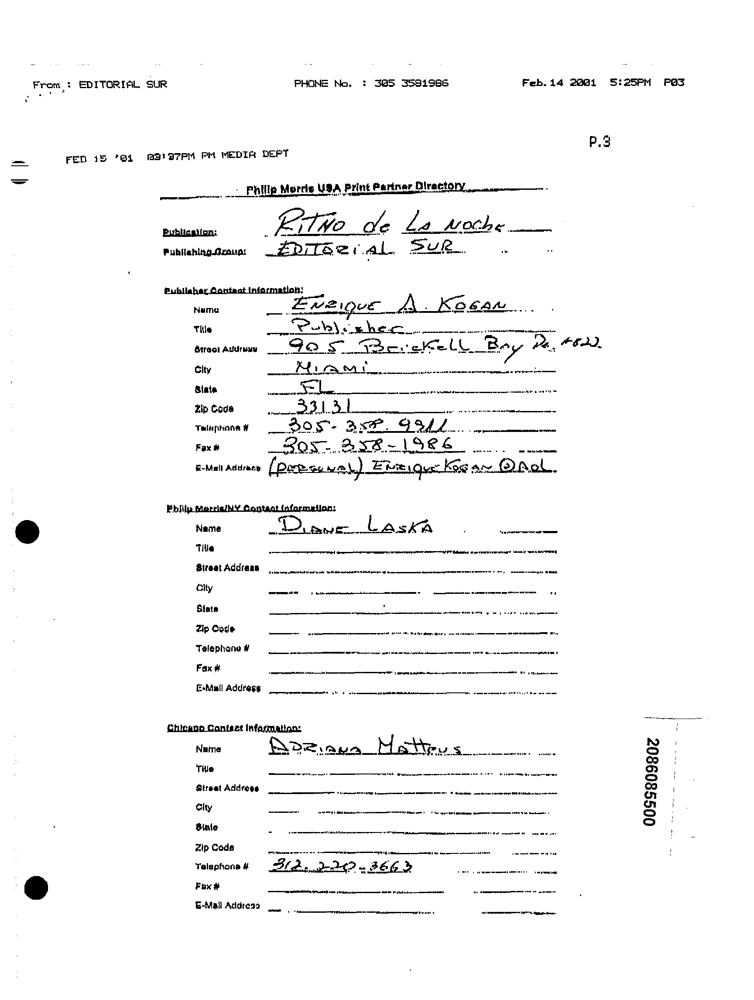 From : EDITORIAL SUR PHONE No. : 305 3581986 Feb.14 2001 5:25PM P03
P.3
FEB 15 '01 03:37PM PM MEDIA DEPT
Philip Morris USA Print Partner Directory
Publication: RITMO de La Noche
Publishing Group: EDITORIAL SUR
Publisher Contact Information:
Name ENRIQUE A. KOGAN
Title Publisher
Street Address 905 Brickell Bay Dr. #622
City MIAMI
State FL
Zip Code 33131
Telephone # 305-358.9911
Fax # 305-358-1986
E-Mail Address (PERSONAL) ENRIQUE KOGAN @AOL
Philip Morris/NY Contact Information:
Name DIANE LASKA
Title
Street Address
City
State
Zip Code
Telephone #
Fax #
E-Mail Address
Chicago Contact Information:
Name ADRIANA Matteus
Title
Street Address
City
State
Zip Code
Telephone # 312.220-3663
Fax #
E-Mail Address
2086085500